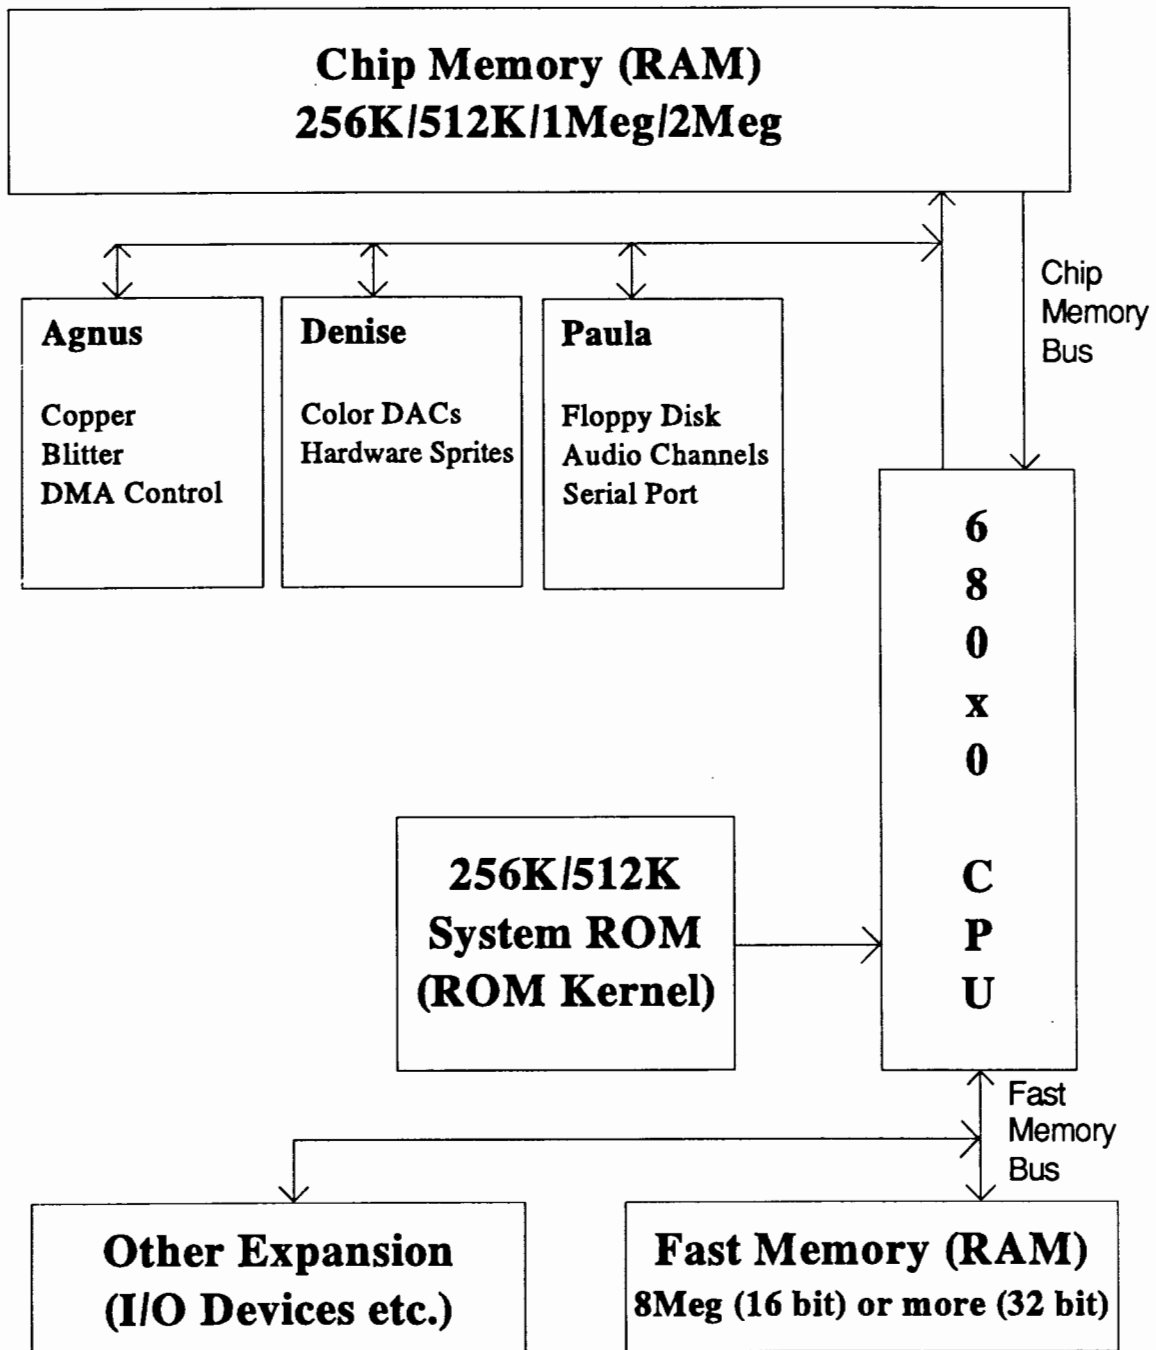 Chip Memory (RAM)
256K/512K/1Meg/2Meg
Chip
Memory
Bus
Agnus
Copper
Blitter
DMA Control
Denise
Color DACs
Hardware Sprites
Paula
Floppy Disk
Audio Channels
Serial Port
6
8
0
x
0
C
P
U
256K/512K
System ROM
(ROM Kernel)
Fast
Memory
Bus
Other Expansion
(I/O Devices etc.)
Fast Memory (RAM)
8Meg (16 bit) or more (32 bit)